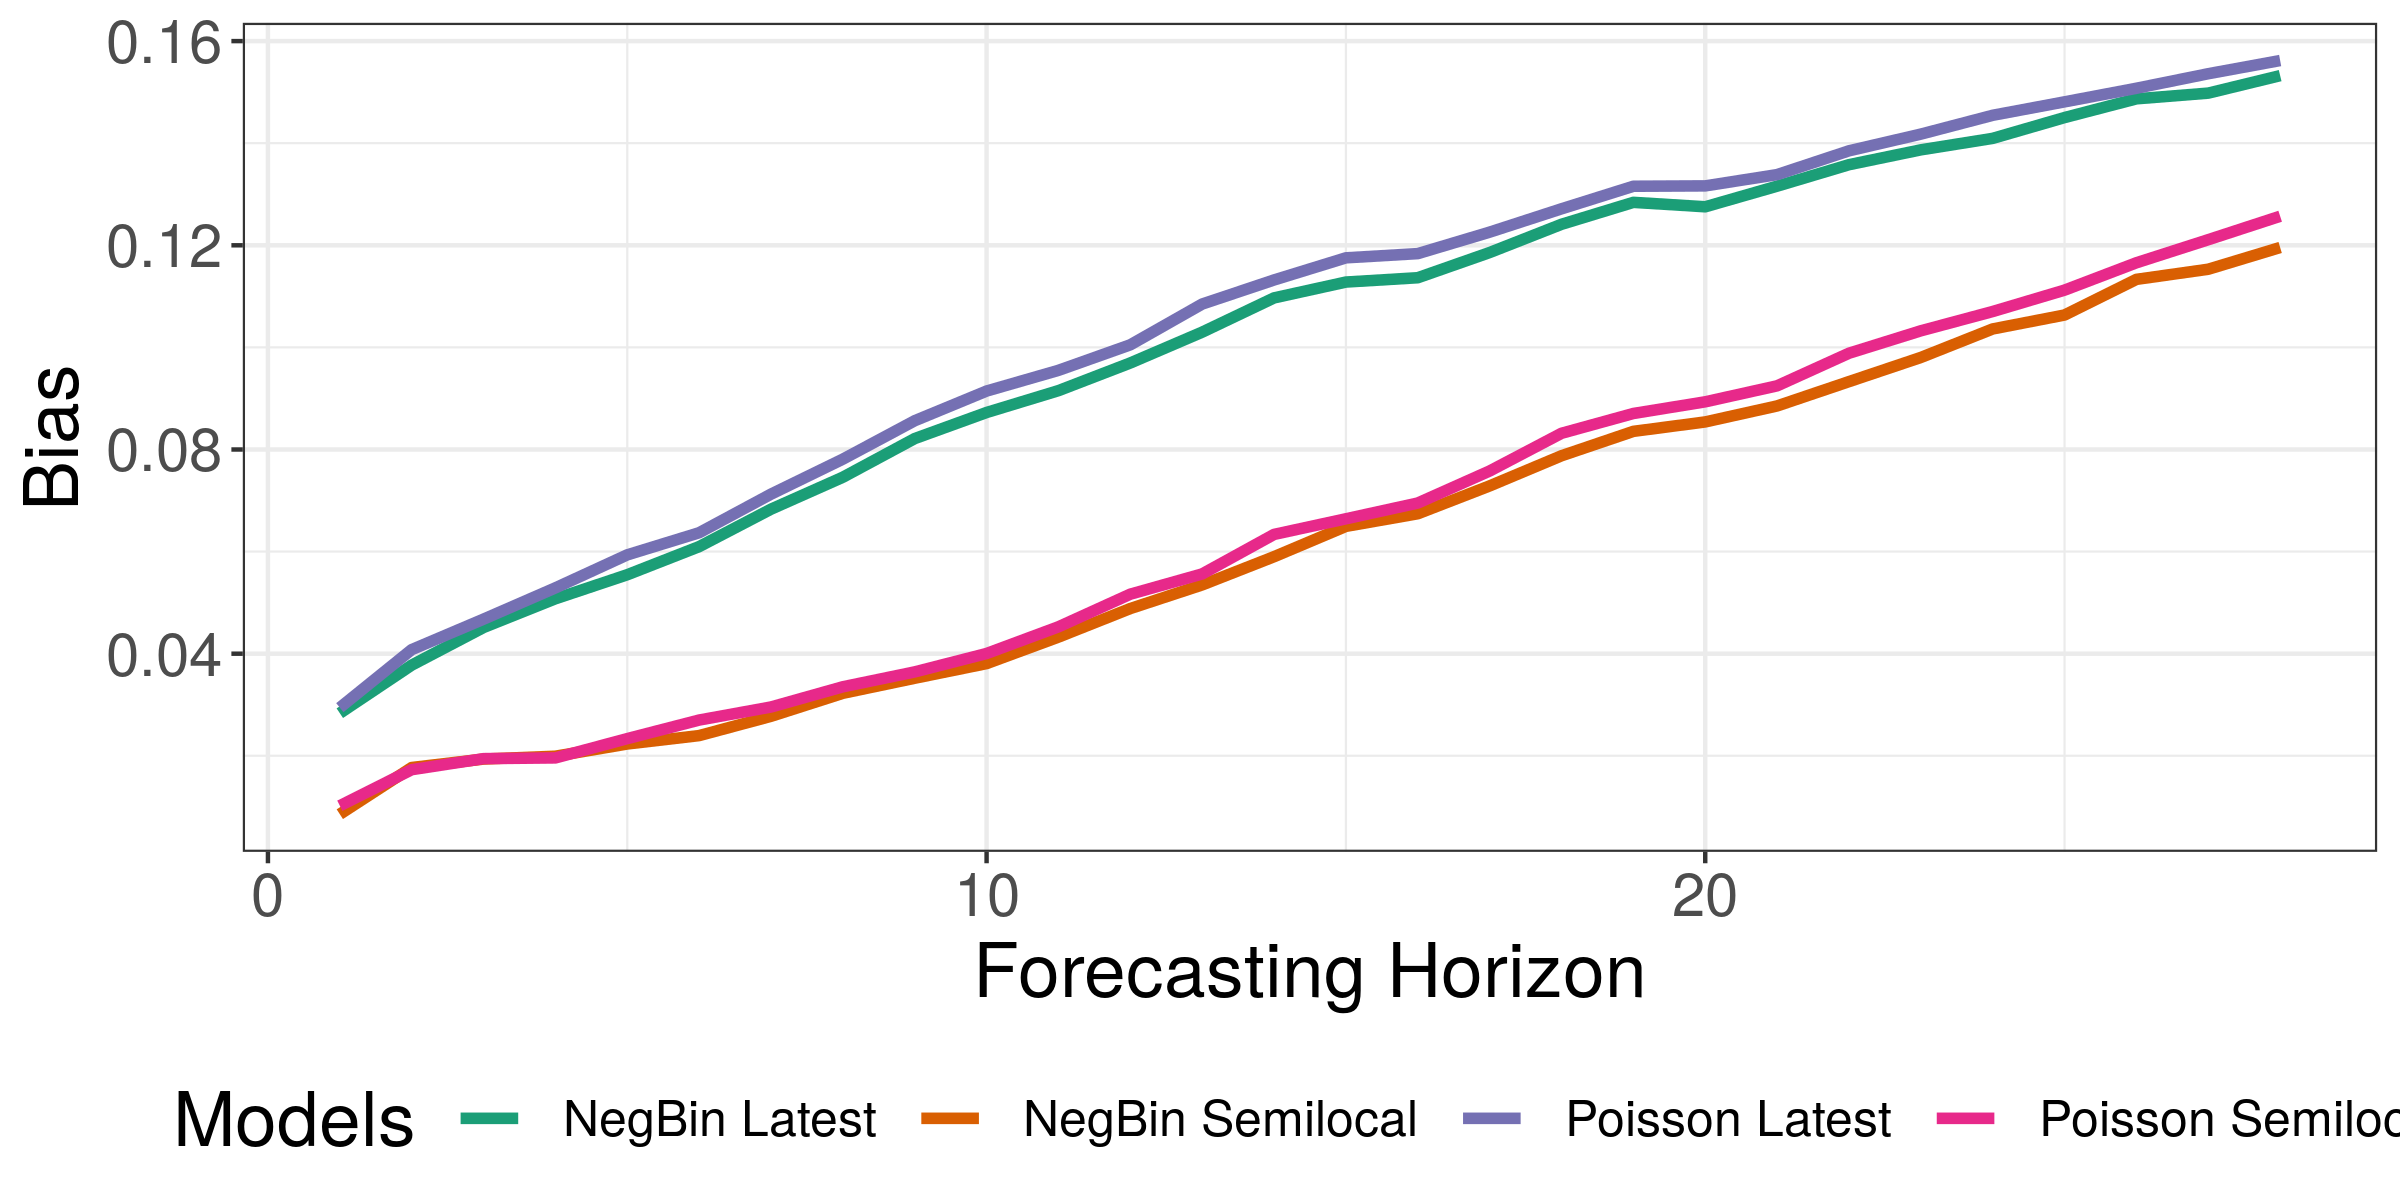 0.16
0.12
0.08
0.04
Bias
0 10 20
Forecasting Horizon
Models NegBin Latest NegBin Semilocal Poisson Latest Poisson